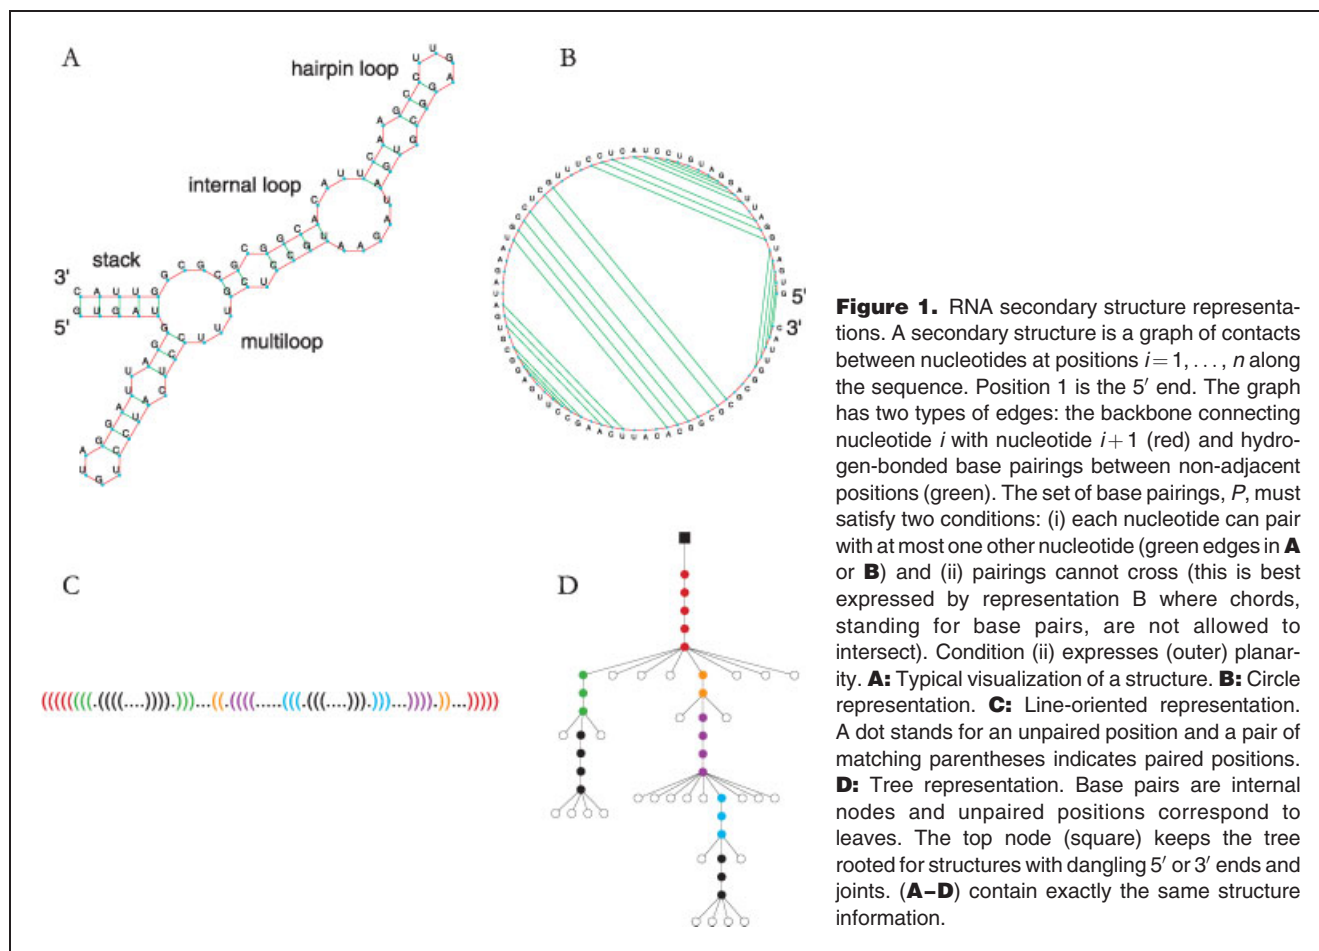 A
B
hairpin loop
internal loop
stack
3'
C A U U G
G U G A U
5'
multiloop
5'
3'
C
D
((((((((.((((....)))).)))...((.((((.....(((.(((....))).)))....)))).))...)))))
Figure 1. RNA secondary structure representa-
tions. A secondary structure is a graph of contacts
between nucleotides at positions i = 1, . . . , n along
the sequence. Position 1 is the 5′ end. The graph
has two types of edges: the backbone connecting
nucleotide i with nucleotide i + 1 (red) and hydro-
gen-bonded base pairings between non-adjacent
positions (green). The set of base pairings, P, must
satisfy two conditions: (i) each nucleotide can pair
with at most one other nucleotide (green edges in A
or B) and (ii) pairings cannot cross (this is best
expressed by representation B where chords,
standing for base pairs, are not allowed to
intersect). Condition (ii) expresses (outer) planar-
ity. A: Typical visualization of a structure. B: Circle
representation. C: Line-oriented representation.
A dot stands for an unpaired position and a pair of
matching parentheses indicates paired positions.
D: Tree representation. Base pairs are internal
nodes and unpaired positions correspond to
leaves. The top node (square) keeps the tree
rooted for structures with dangling 5′ or 3′ ends and
joints. (A–D) contain exactly the same structure
information.